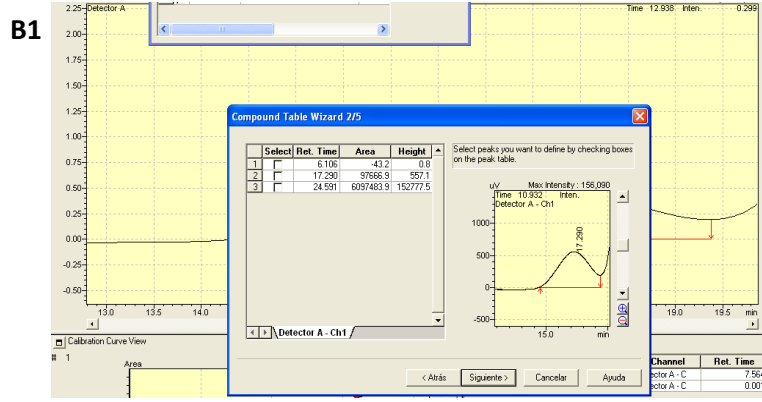 B1
2.25 Detector A Time 12.938 Inten. 0.299
2.00
1.75
1.50
1.25
1.00
0.75
0.50
0.25
0.00
-0.25
-0.50
13.0 13.5 14.0 19.0 19.5 min
Compound Table Wizard 2/5
Select Ret. Time Area Height
1 6.106 -43.2 0.8
2 17.290 97666.9 557.1
3 24.591 6097483.9 152777.5
Detector A - Ch1
Select peaks you want to define by checking boxes
on the peak table.
uV Max Intensity : 156,090
Time 10.932 Inten.
Detector A - Ch1
17.290
1000
500
0
-500
15.0 min
< Atrás Siguiente > Cancelar Ayuda
Calibration Curve View
# 1
Area
Channel Ret. Time
ector A - C 7.564
ector A - C 0.001